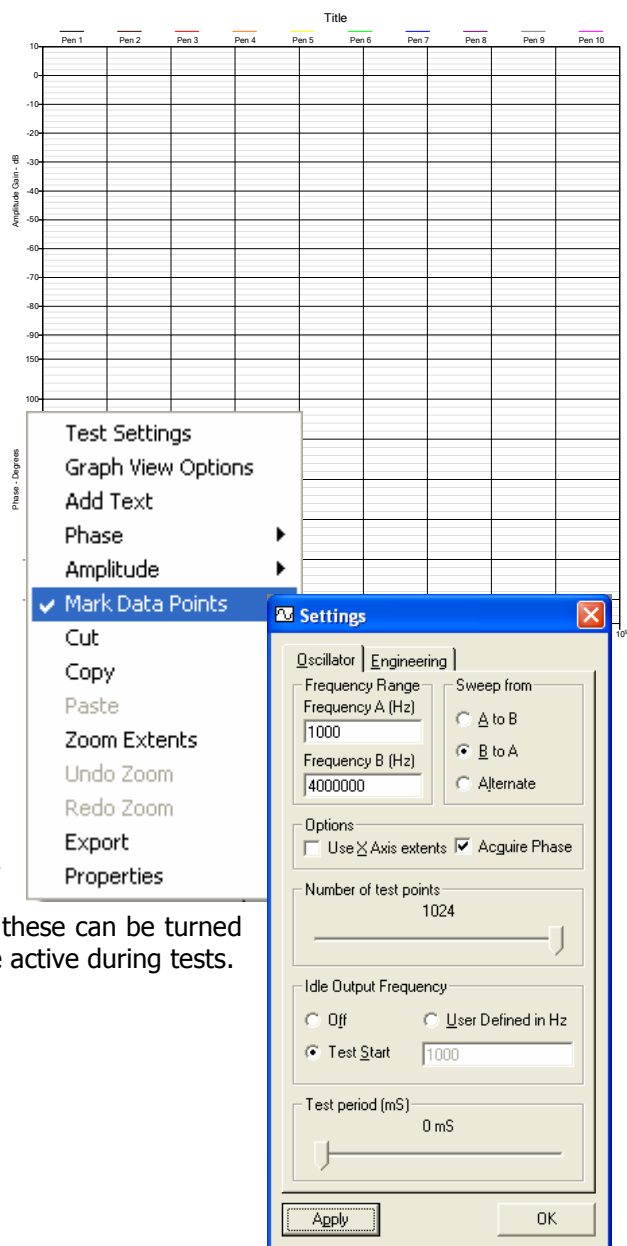 Title
Pen 1 Pen 2 Pen 3 Pen 4 Pen 5 Pen 6 Pen 7 Pen 8 Pen 9 Pen 10
10
0
-10
-20
-30
-40
-50
-60
-70
-80
-90
Amplitude Gain - dB
150
100
Phase - Degrees
Test Settings
Graph View Options
Add Text
Phase
Amplitude
Mark Data Points
Cut
Copy
Paste
Zoom Extents
Undo Zoom
Redo Zoom
Export
Properties
these can be turned
active during tests.
Settings
Oscillator Engineering
Frequency Range
Frequency A (Hz)
1000
Frequency B (Hz)
4000000
Sweep from
A to B
B to A
Alternate
Options
Use X Axis extents Acquire Phase
Number of test points
1024
Idle Output Frequency
Off User Defined in Hz
Test Start 1000
Test period (mS)
0 mS
Apply OK